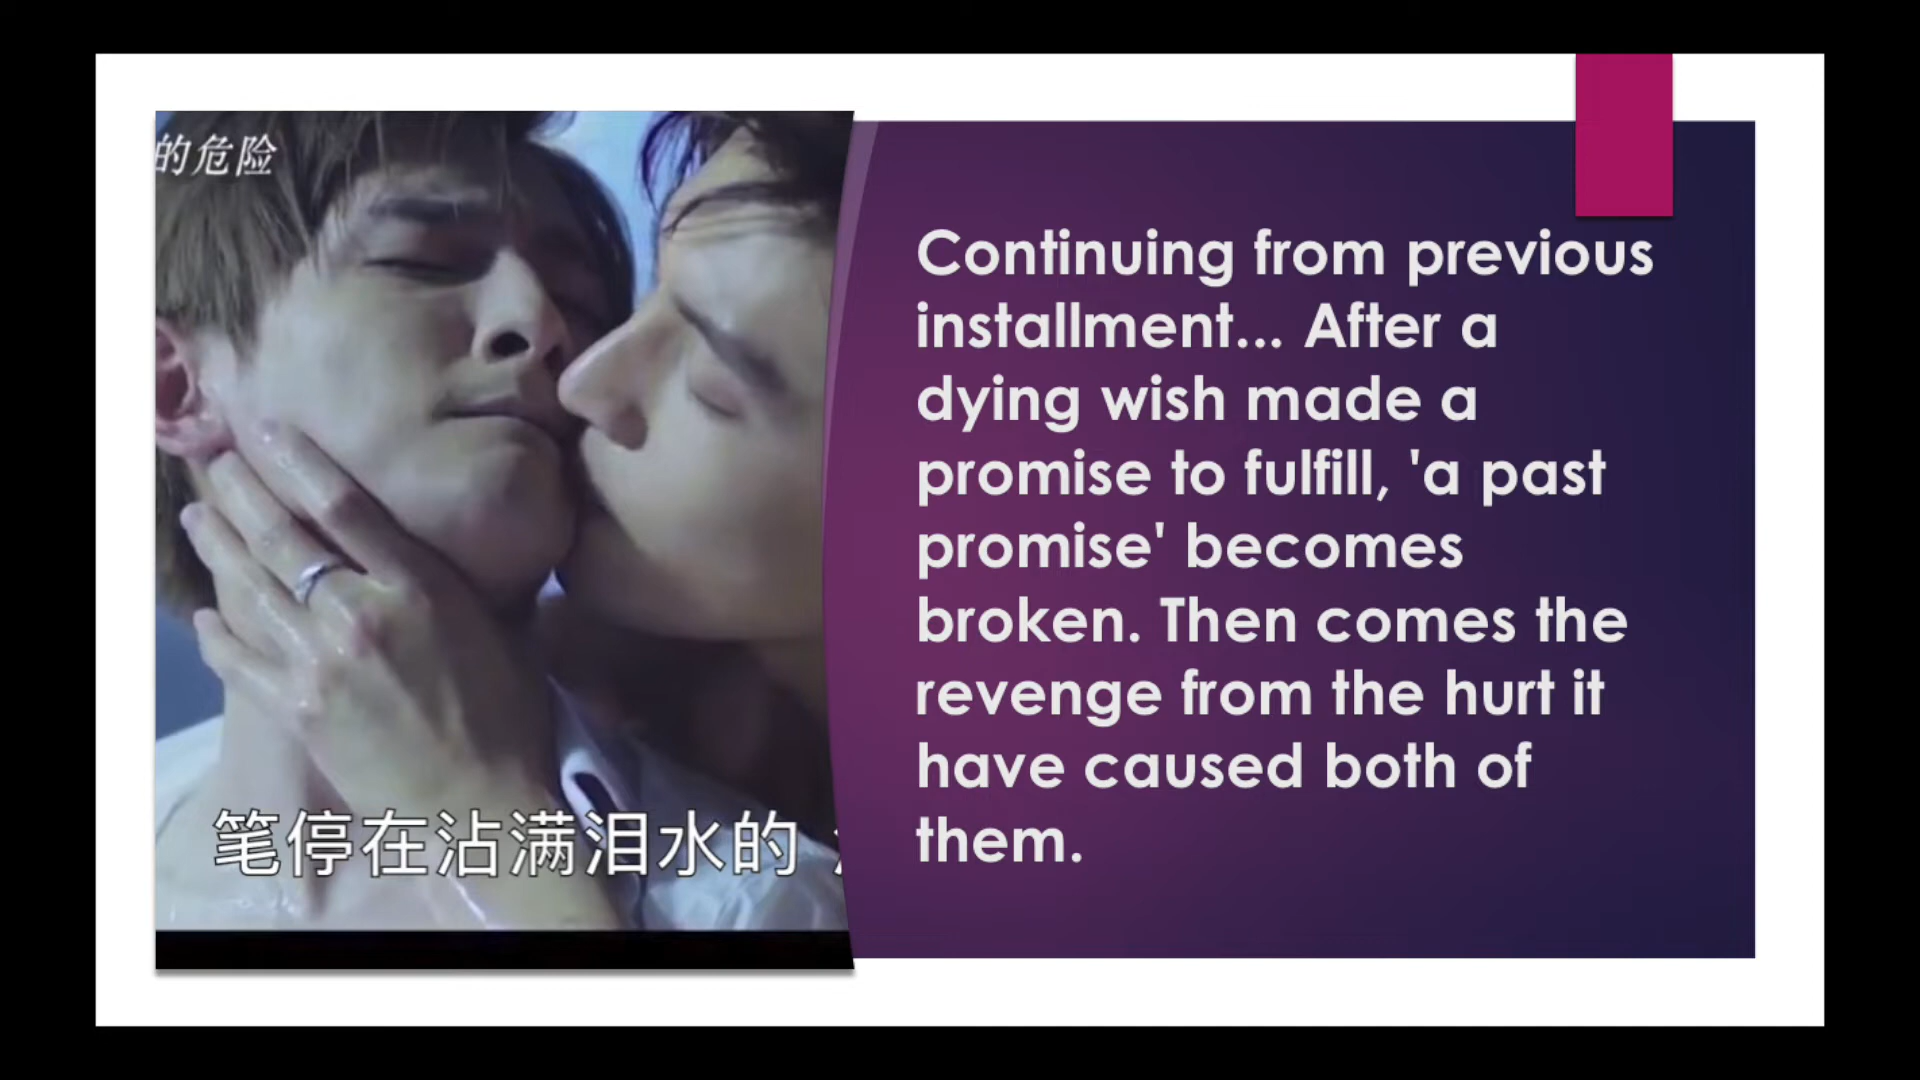 的危险
笔停在沾满泪水的
Continuing from previous
installment... After a
dying wish made a
promise to fulfill, 'a past
promise' becomes
broken. Then comes the
revenge from the hurt it
have caused both of
them.